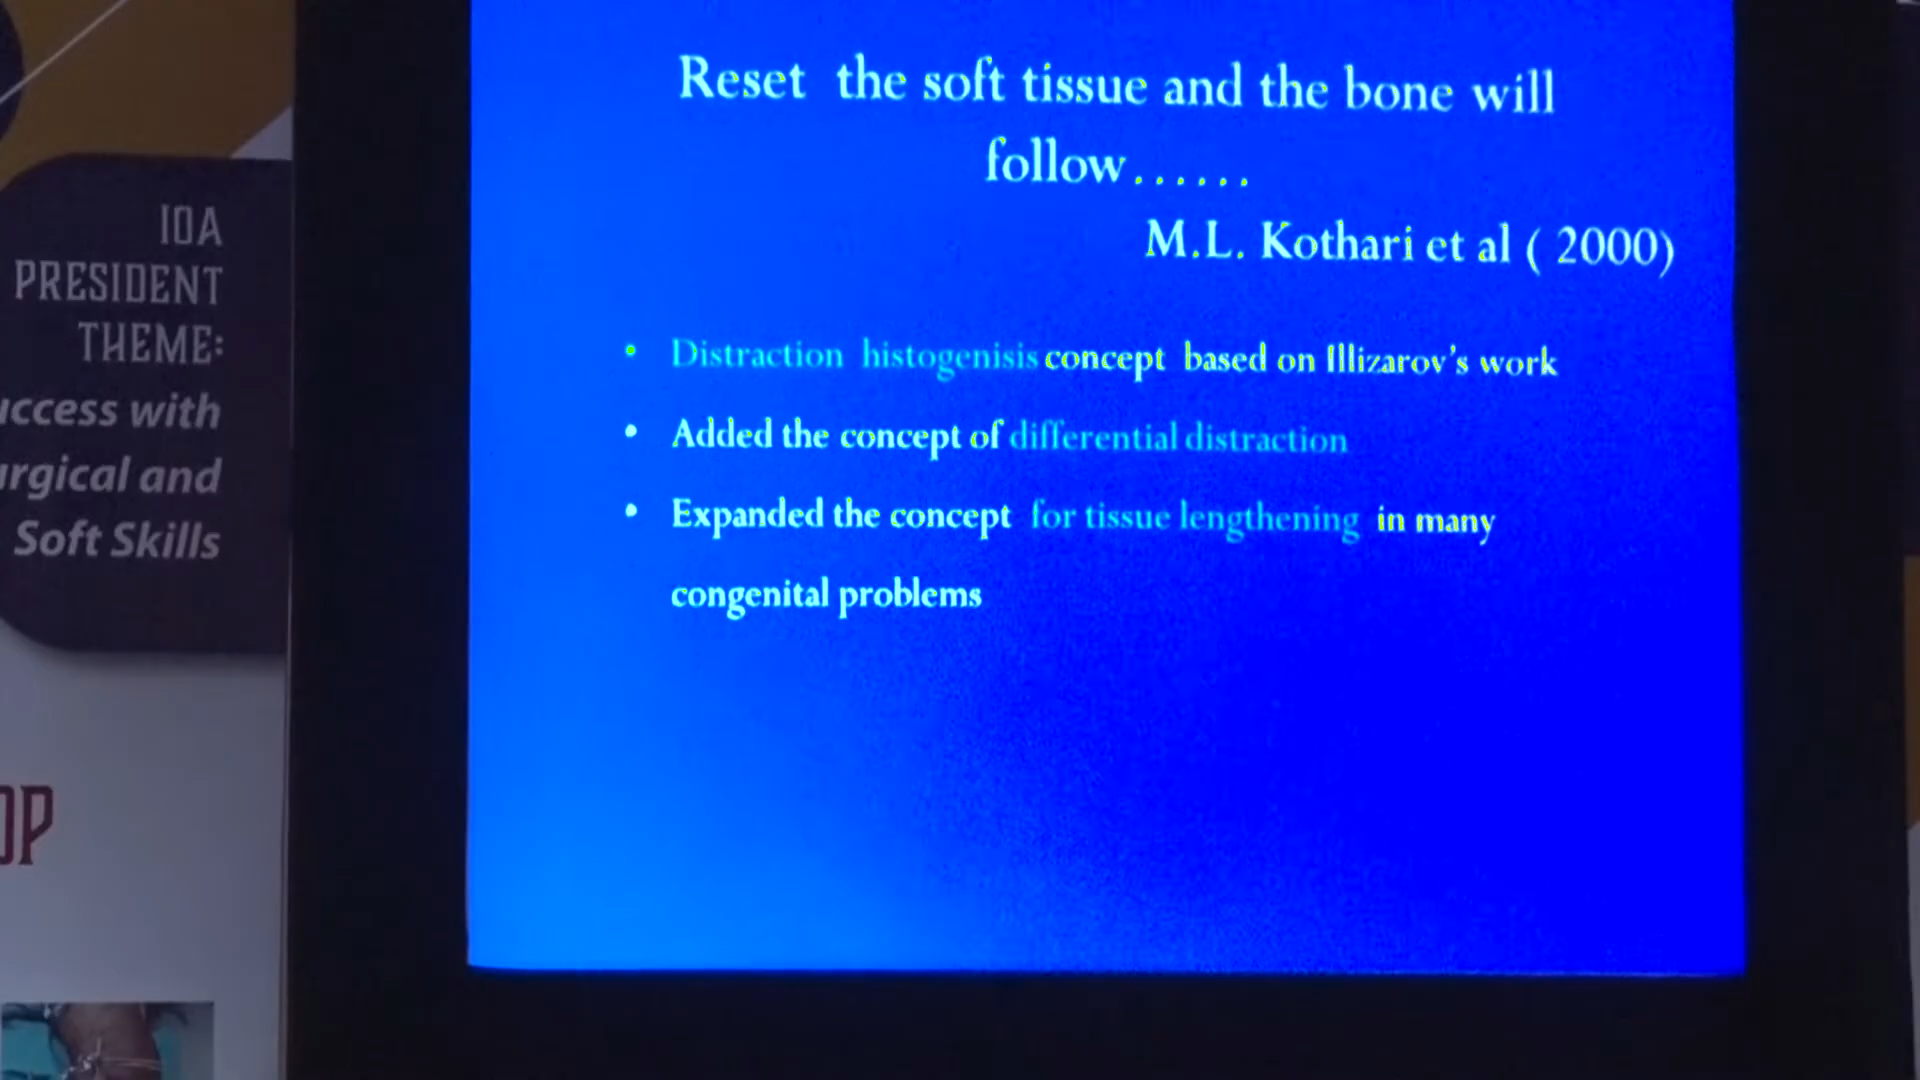 Reset the soft tissue and the bone will
follow......
M.L. Kothari et al ( 2000)
• Distraction histogenisis concept based on Illizarov's work
• Added the concept of differential distraction
• Expanded the concept for tissue lengthening in many
congenital problems
IOA
PRESIDENT
THEME:
with
and
Soft Skills